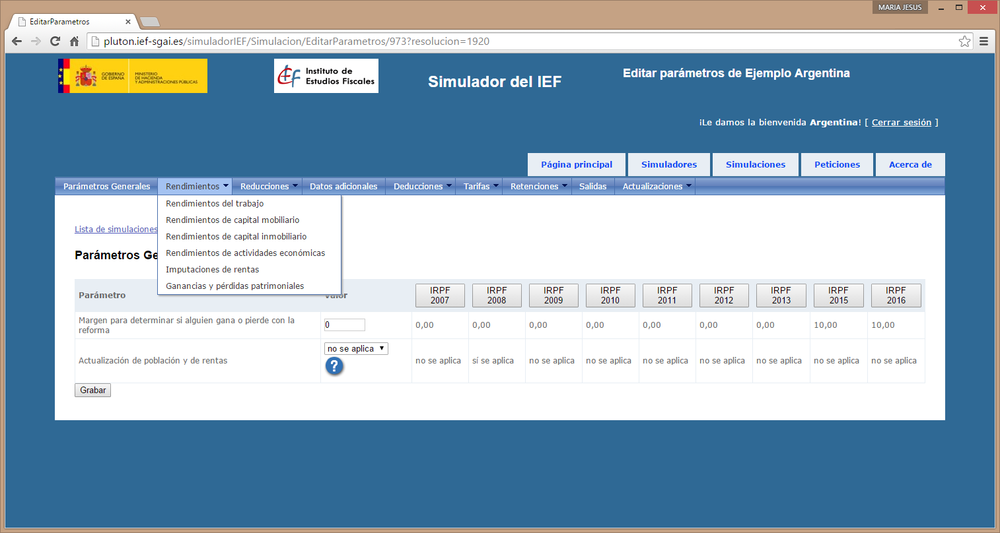 MARIA JESUS
EditarParametros
pluton.ief-sgai.es/simuladorIEF/Simulacion/EditarParametros/973?resolucion=1920
GOBIERNO
DE ESPAÑA
MINISTERIO
DE HACIENDA
Y ADMINISTRACIONES PÚBLICAS
Instituto de
Estudios Fiscales
Simulador del IEF
Editar parámetros de Ejemplo Argentina
¡Le damos la bienvenida Argentina! [ Cerrar sesión ]
Página principal Simuladores Simulaciones Peticiones Acerca de
Parámetros Generales Rendimientos Reducciones Datos adicionales Deducciones Tarifas Retenciones Salidas Actualizaciones
Rendimientos del trabajo
Rendimientos de capital mobiliario
Rendimientos de capital inmobiliario
Rendimientos de actividades económicas
Imputaciones de rentas
Ganancias y pérdidas patrimoniales
Lista de simulaciones
Parámetros Ge
Parámetro Valor IRPF 2007 IRPF 2008 IRPF 2009 IRPF 2010 IRPF 2011 IRPF 2012 IRPF 2013 IRPF 2015 IRPF 2016
Margen para determinar si alguien gana o pierde con la
reforma
0 0,00 0,00 0,00 0,00 0,00 0,00 0,00 10,00 10,00
Actualización de población y de rentas no se aplica ? no se aplica sí se aplica no se aplica no se aplica no se aplica no se aplica no se aplica no se aplica no se aplica
Grabar